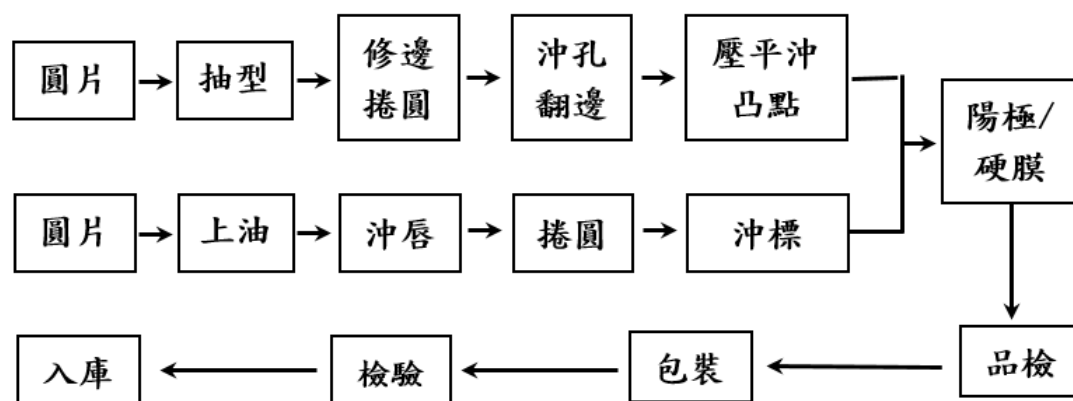 圓片
抽型
修邊
捲圓
沖孔
翻邊
壓平沖
凸點
陽極/
硬膜
圓片
上油
沖唇
捲圓
沖標
品檢
包裝
檢驗
入庫